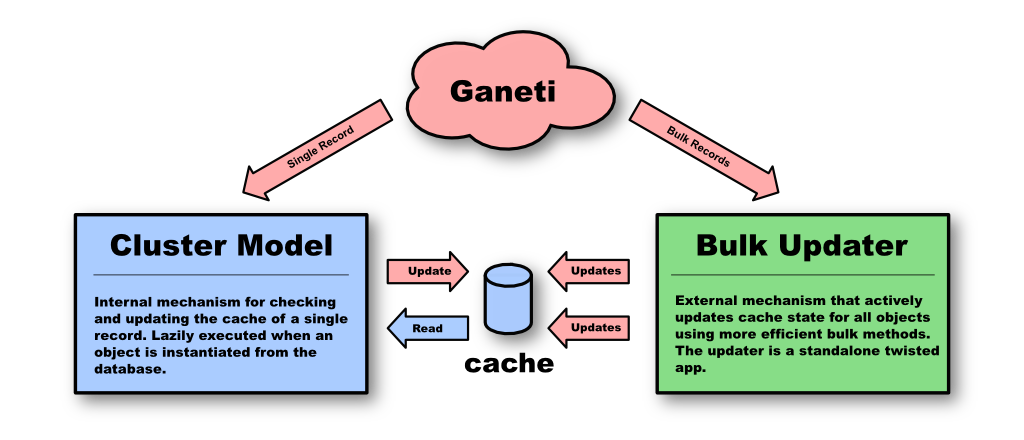 Ganeti
Single Record
Bulk Records
Cluster Model
Internal mechanism for checking
and updating the cache of a single
record. Lazily executed when an
object is instantiated from the
database.
Update
Read
cache
Updates
Updates
Bulk Updater
External mechanism that actively
updates cache state for all objects
using more efficient bulk methods.
The updater is a standalone twisted
app.